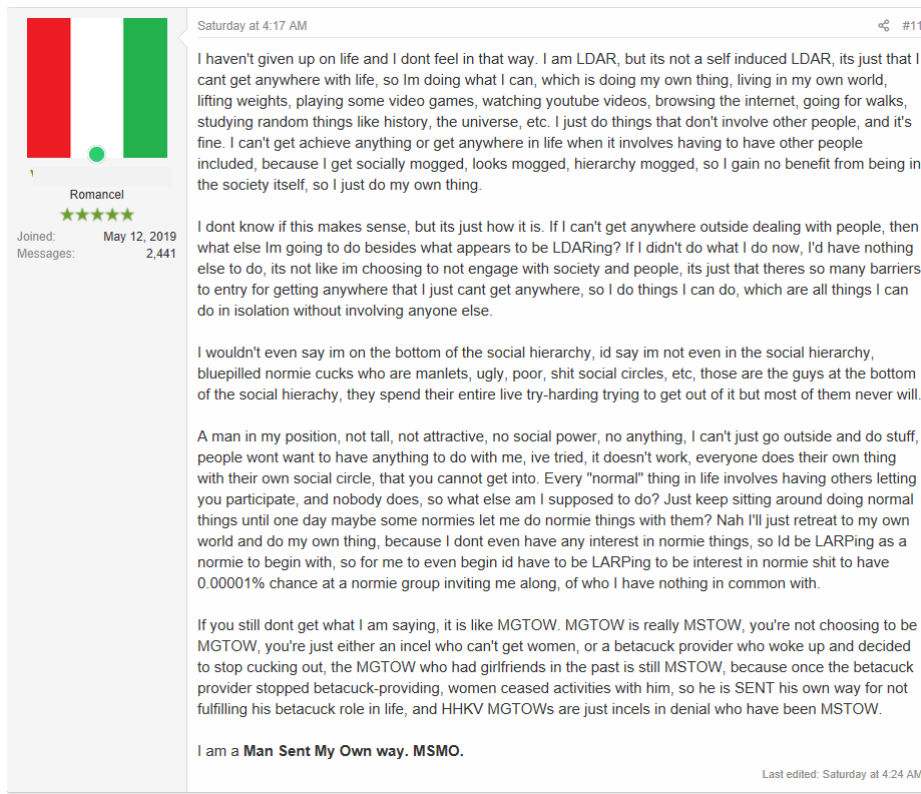 Saturday at 4:17 AM
#11
Romancel
Joined: May 12, 2019
Messages: 2,441
I haven't given up on life and I dont feel in that way. I am LDAR, but its not a self induced LDAR, its just that I
cant get anywhere with life, so Im doing what I can, which is doing my own thing, living in my own world,
lifting weights, playing some video games, watching youtube videos, browsing the internet, going for walks,
studying random things like history, the universe, etc. I just do things that don't involve other people, and it's
fine. I can't get achieve anything or get anywhere in life when it involves having to have other people
included, because I get socially mogged, looks mogged, hierarchy mogged, so I gain no benefit from being in
the society itself, so I just do my own thing.
I dont know if this makes sense, but its just how it is. If I can't get anywhere outside dealing with people, then
what else Im going to do besides what appears to be LDARing? If I didn't do what I do now, I'd have nothing
else to do, its not like im choosing to not engage with society and people, its just that theres so many barriers
to entry for getting anywhere that I just cant get anywhere, so I do things I can do, which are all things I can
do in isolation without involving anyone else.
I wouldn't even say im on the bottom of the social hierarchy, id say im not even in the social hierarchy,
bluepilled normie cucks who are manlets, ugly, poor, shit social circles, etc, those are the guys at the bottom
of the social hierachy, they spend their entire live try-harding trying to get out of it but most of them never will.
A man in my position, not tall, not attractive, no social power, no anything, I can't just go outside and do stuff,
people wont want to have anything to do with me, ive tried, it doesn't work, everyone does their own thing
with their own social circle, that you cannot get into. Every "normal" thing in life involves having others letting
you participate, and nobody does, so what else am I supposed to do? Just keep sitting around doing normal
things until one day maybe some normies let me do normie things with them? Nah I'll just retreat to my own
world and do my own thing, because I dont even have any interest in normie things, so Id be LARPing as a
normie to begin with, so for me to even begin id have to be LARPing to be interest in normie shit to have
0.00001% chance at a normie group inviting me along, of who I have nothing in common with.
If you still dont get what I am saying, it is like MGTOW. MGTOW is really MSTOW, you're not choosing to be
MGTOW, you're just either an incel who can't get women, or a betacuck provider who woke up and decided
to stop cucking out, the MGTOW who had girlfriends in the past is still MSTOW, because once the betacuck
provider stopped betacuck-providing, women ceased activities with him, so he is SENT his own way for not
fulfilling his betacuck role in life, and HHKV MGTOWs are just incels in denial who have been MSTOW.
I am a Man Sent My Own way. MSMO.
Last edited: Saturday at 4:24 AM